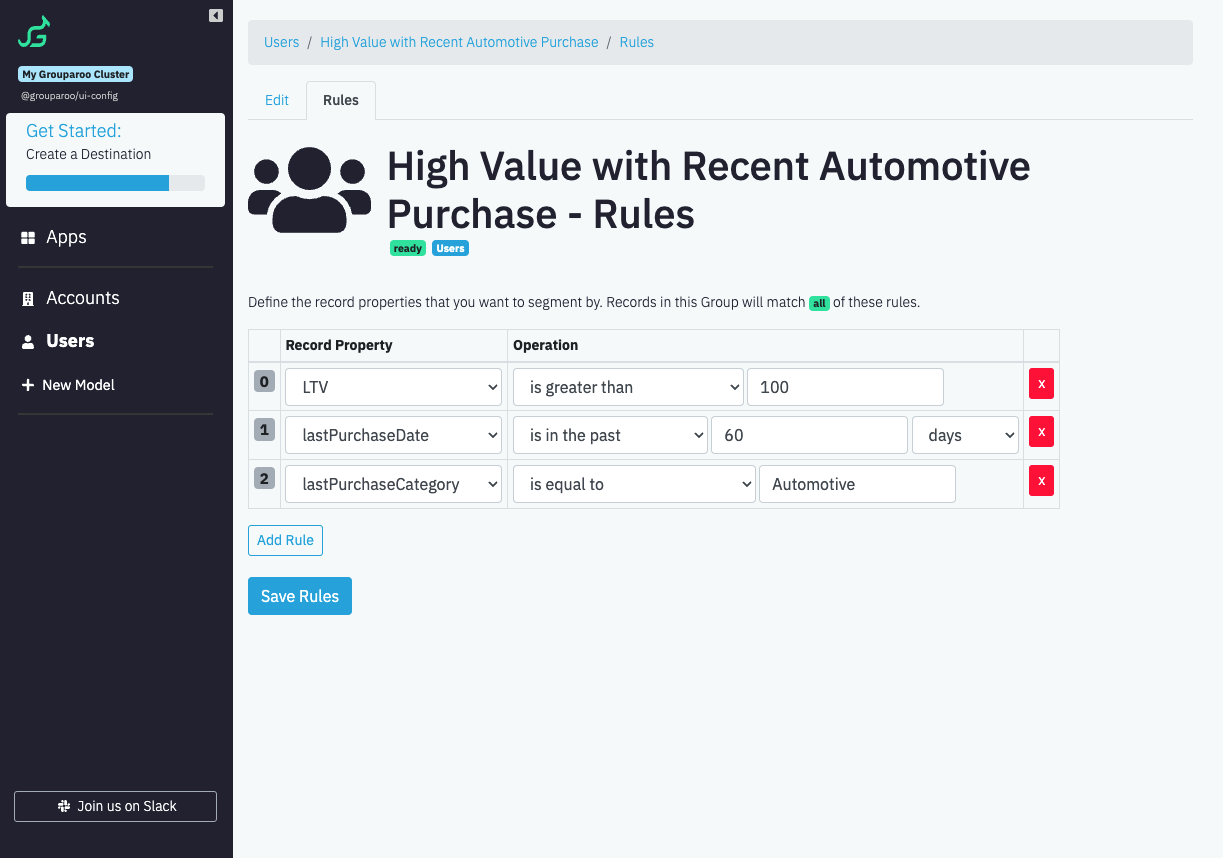 My Grouparoo Cluster
@grouparoo/ui-config
Get Started:
Create a Destination
Apps
Accounts
Users
New Model
Join us on Slack
Users / High Value with Recent Automotive Purchase / Rules
Edit Rules
High Value with Recent Automotive
Purchase - Rules
ready Users
Define the record properties that you want to segment by. Records in this Group will match all of these rules.
Record Property Operation
0 LTV is greater than 100 X
1 lastPurchaseDate is in the past 60 days X
2 lastPurchaseCategory is equal to Automotive X
Add Rule
Save Rules